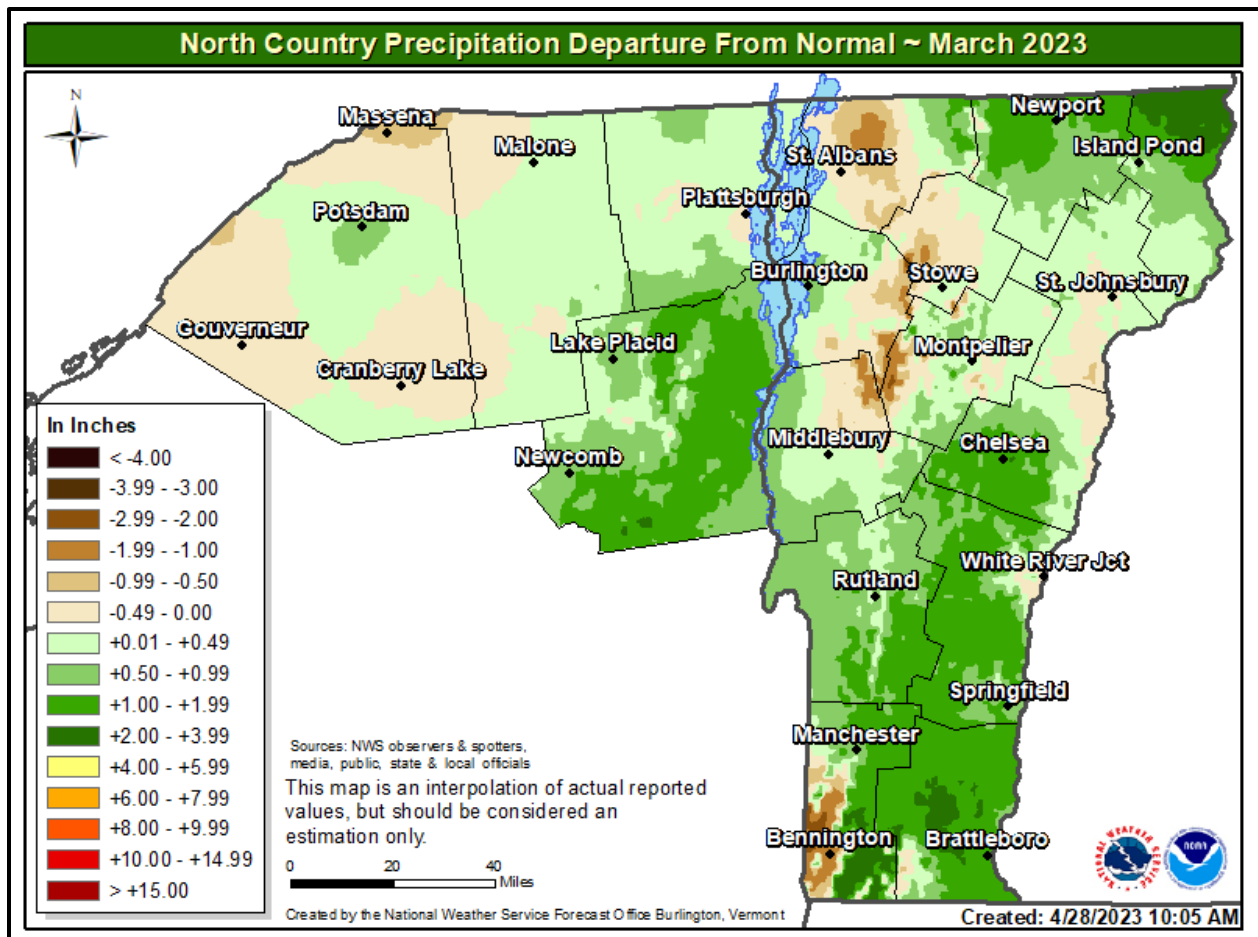 North Country Precipitation Departure From Normal ~ March 2023
N
Massena
Malone
Newport
St. Albans
Island Pond
Potsdam
Plattsburgh
Burlington
Stowe
St. Johnsbury
Gouverneur
Lake Placid
Montpelier
Cranberry Lake
Middlebury
Chelsea
Newcomb
White River Jct
Rutland
Springfield
Manchester
Bennington
Brattleboro
In Inches
< -4.00
-3.99 - -3.00
-2.99 - -2.00
-1.99 - -1.00
-0.99 - -0.50
-0.49 - 0.00
+0.01 - +0.49
+0.50 - +0.99
+1.00 - +1.99
+2.00 - +3.99
+4.00 - +5.99
+6.00 - +7.99
+8.00 - +9.99
+10.00 - +14.99
> +15.00
Sources: NWS observers & spotters,
media, public, state & local officials
This map is an interpolation of actual reported
values, but should be considered an
estimation only.
0 20 40
Miles
Created by the National Weather Service Forecast Office Burlington, Vermont
NATIONAL WEATHER SERVICE
noaa
Created: 4/28/2023 10:05 AM